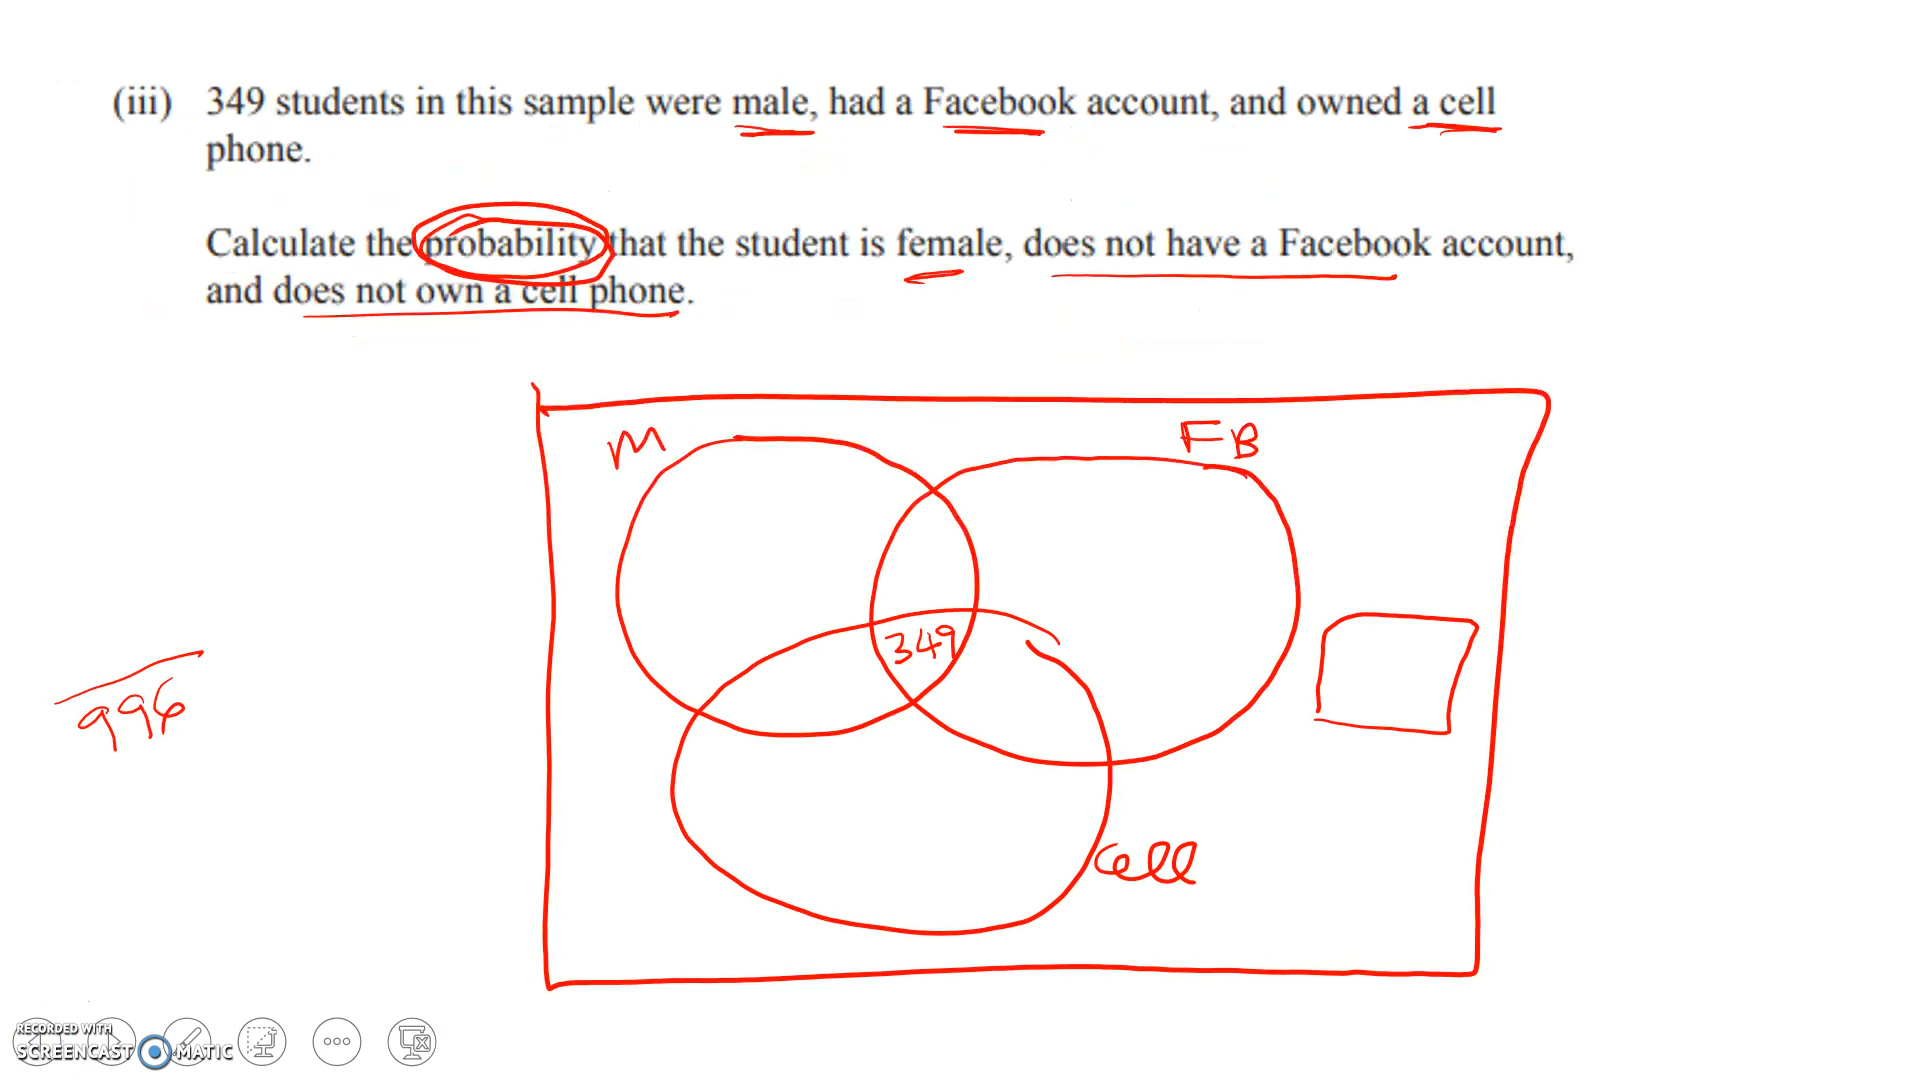 (iii) 349 students in this sample were male, had a Facebook account, and owned a cell
phone.
Calculate the probability that the student is female, does not have a Facebook account,
and does not own a cell phone.
M
FB
349
996
Cell
RECORDED WITH
SCREENCAST MATIC